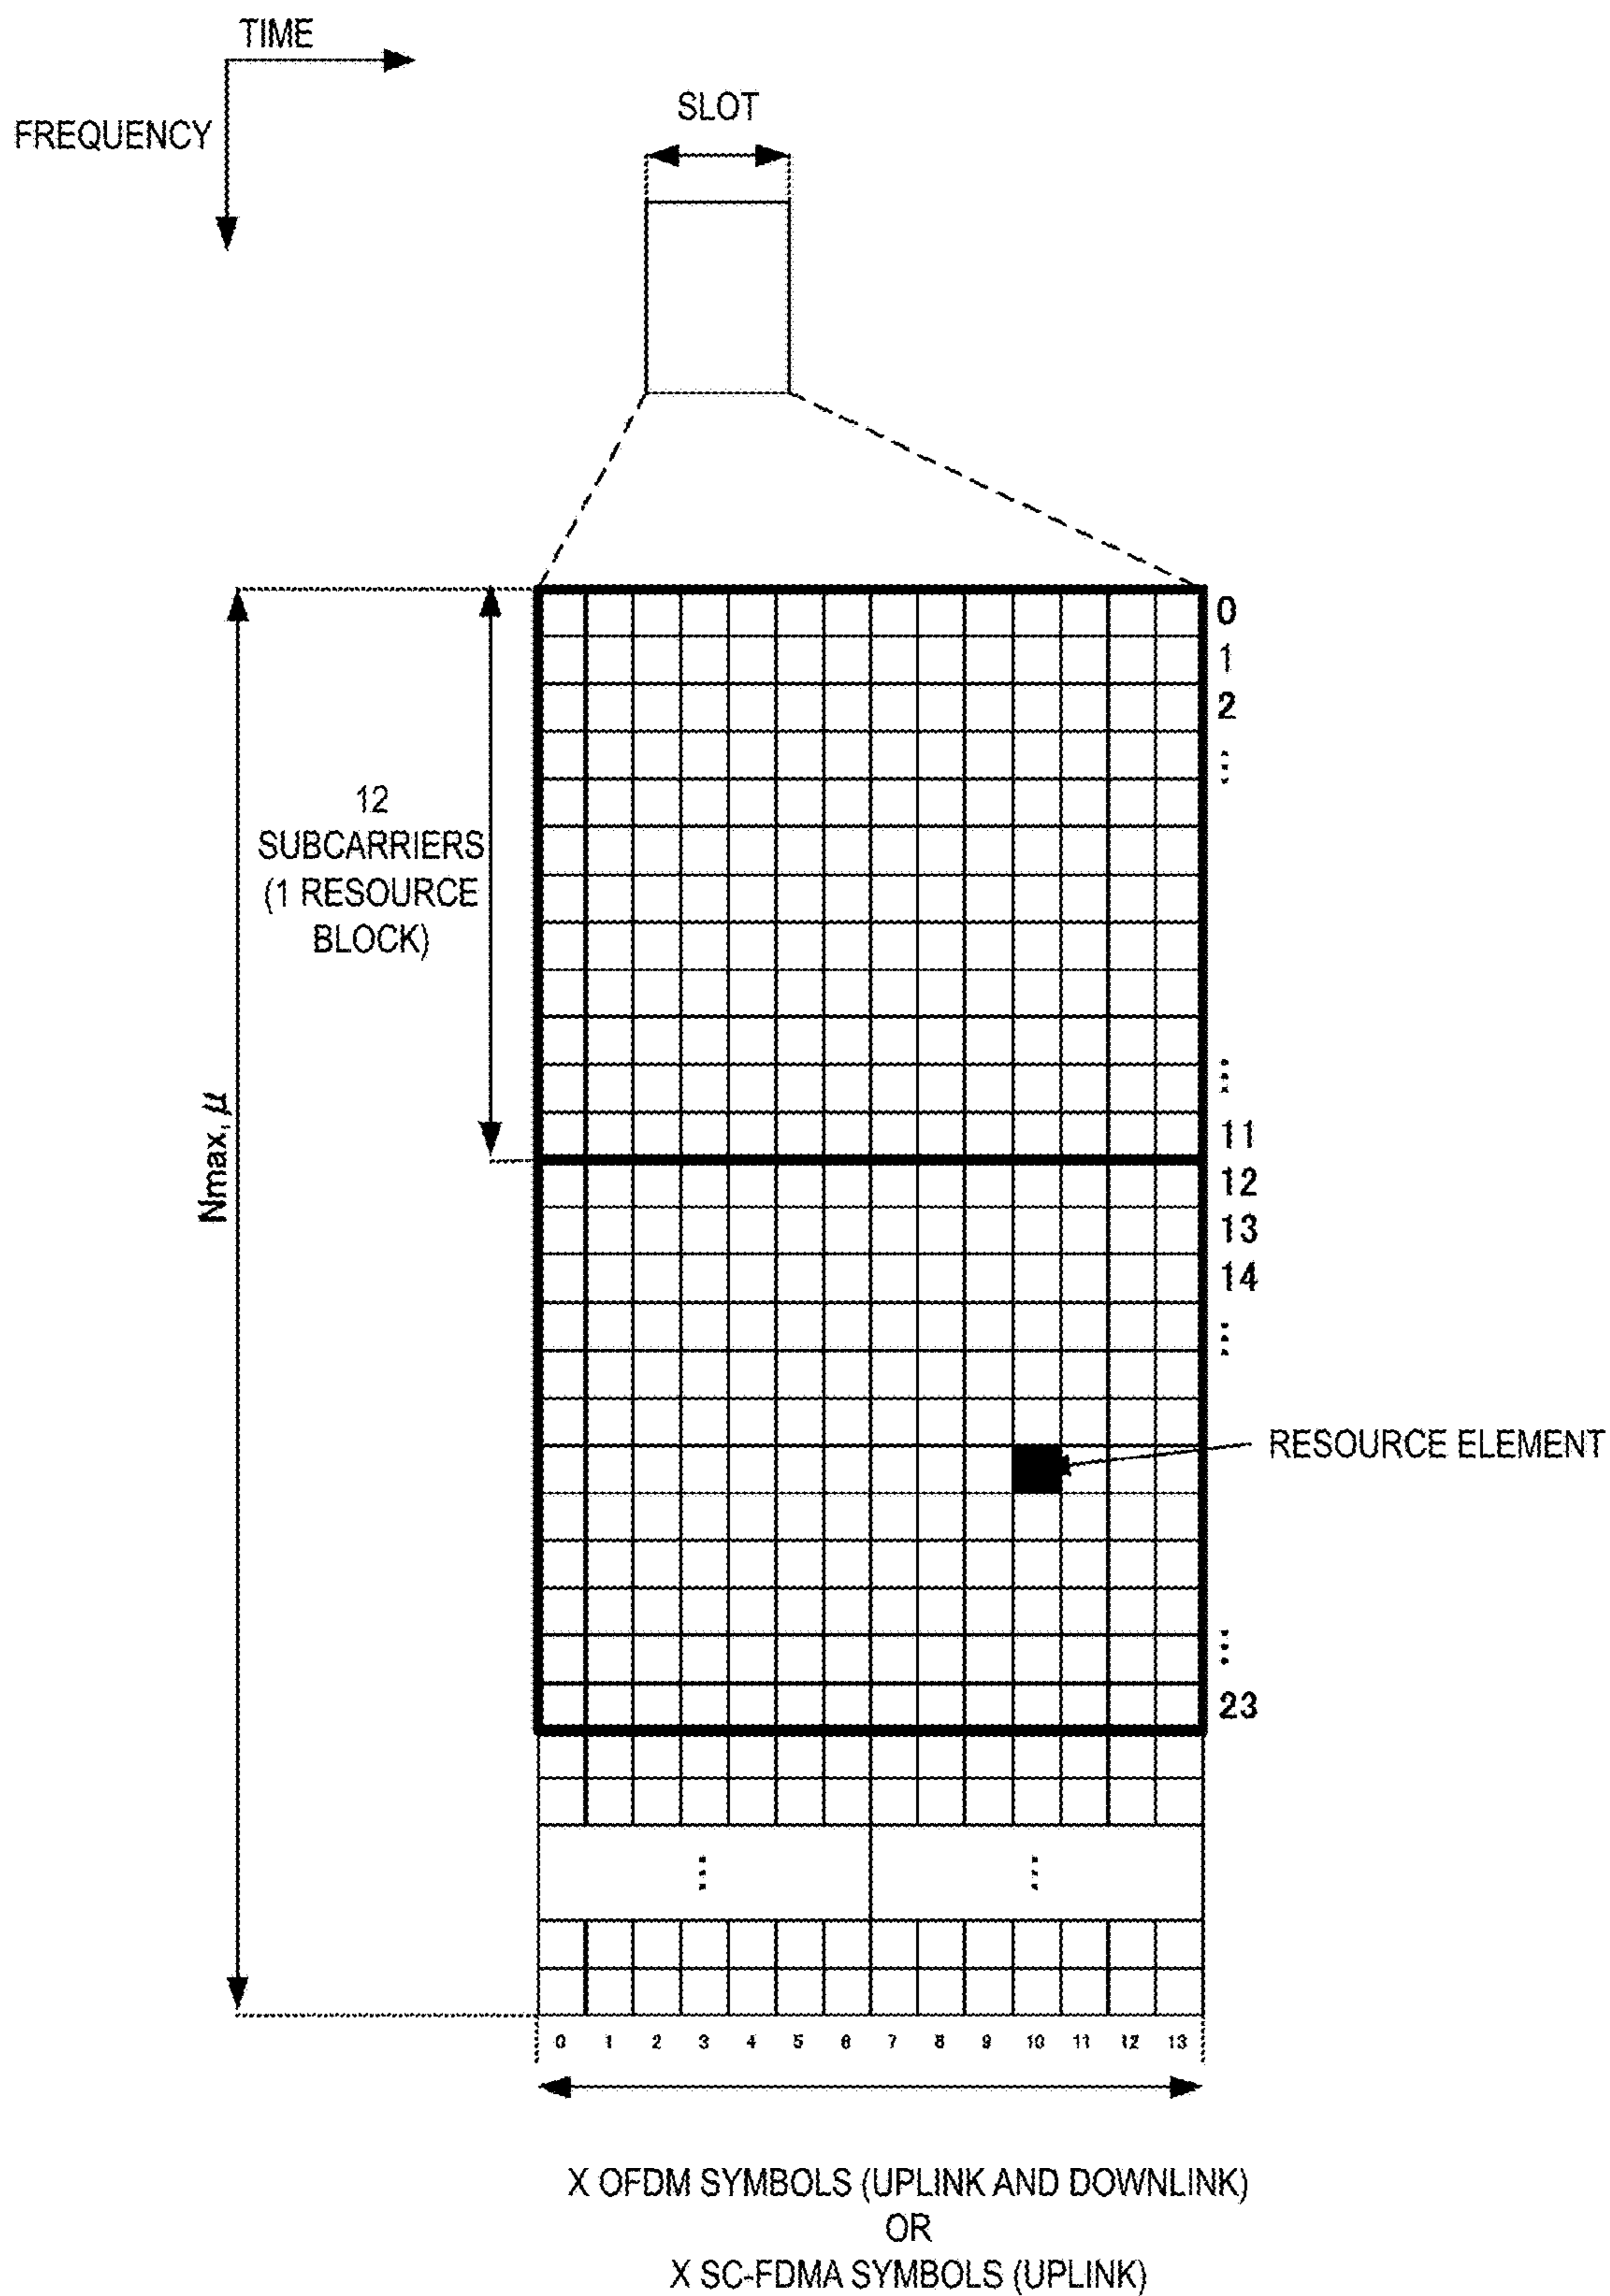 TIME
FREQUENCY
SLOT
0
1
2
⋮
12
SUBCARRIERS
(1 RESOURCE
BLOCK)
⋮
11
Nmax, μ
12
13
14
⋮
RESOURCE ELEMENT
⋮
23
⋮ ⋮
0 1 2 3 4 5 6 7 8 9 10 11 12 13
X OFDM SYMBOLS (UPLINK AND DOWNLINK)
OR
X SC-FDMA SYMBOLS (UPLINK)